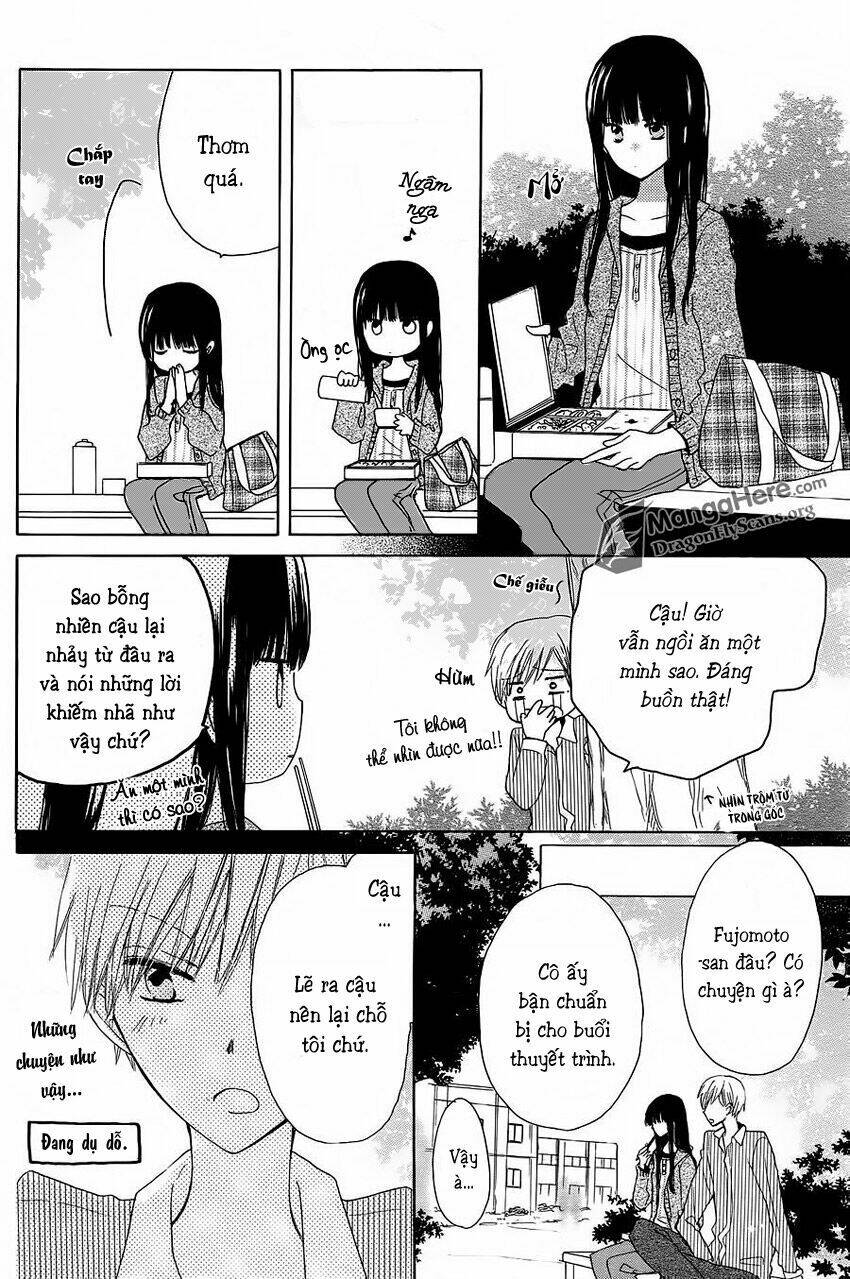 Mở
Ngâm
nga
Òng ọc
Thơm
quá.
Chắp
tay
MangaHere.com
DragonFlyScans.org
Cậu! Giờ
vẫn ngồi ăn một
mình sao. Đáng
buồn thật!
Chế giễu
Hừm
Tôi không
thể nhìn được nữa!!
NHÌN TRỘM TỪ
TRONG GÓC
Sao bỗng
nhiên cậu lại
nhảy từ đâu ra
và nói những lời
khiếm nhã như
vậy chứ?
Ăn một mình
thì có sao?
Fujomoto
-san đâu? Có
chuyện gì à?
Cô ấy
bận chuẩn
bị cho buổi
thuyết trình.
Vậy
à...
Cậu
...
Lẽ ra cậu
nên lại chỗ
tôi chứ.
Những
chuyện như
vậy...
Đang dụ dỗ.